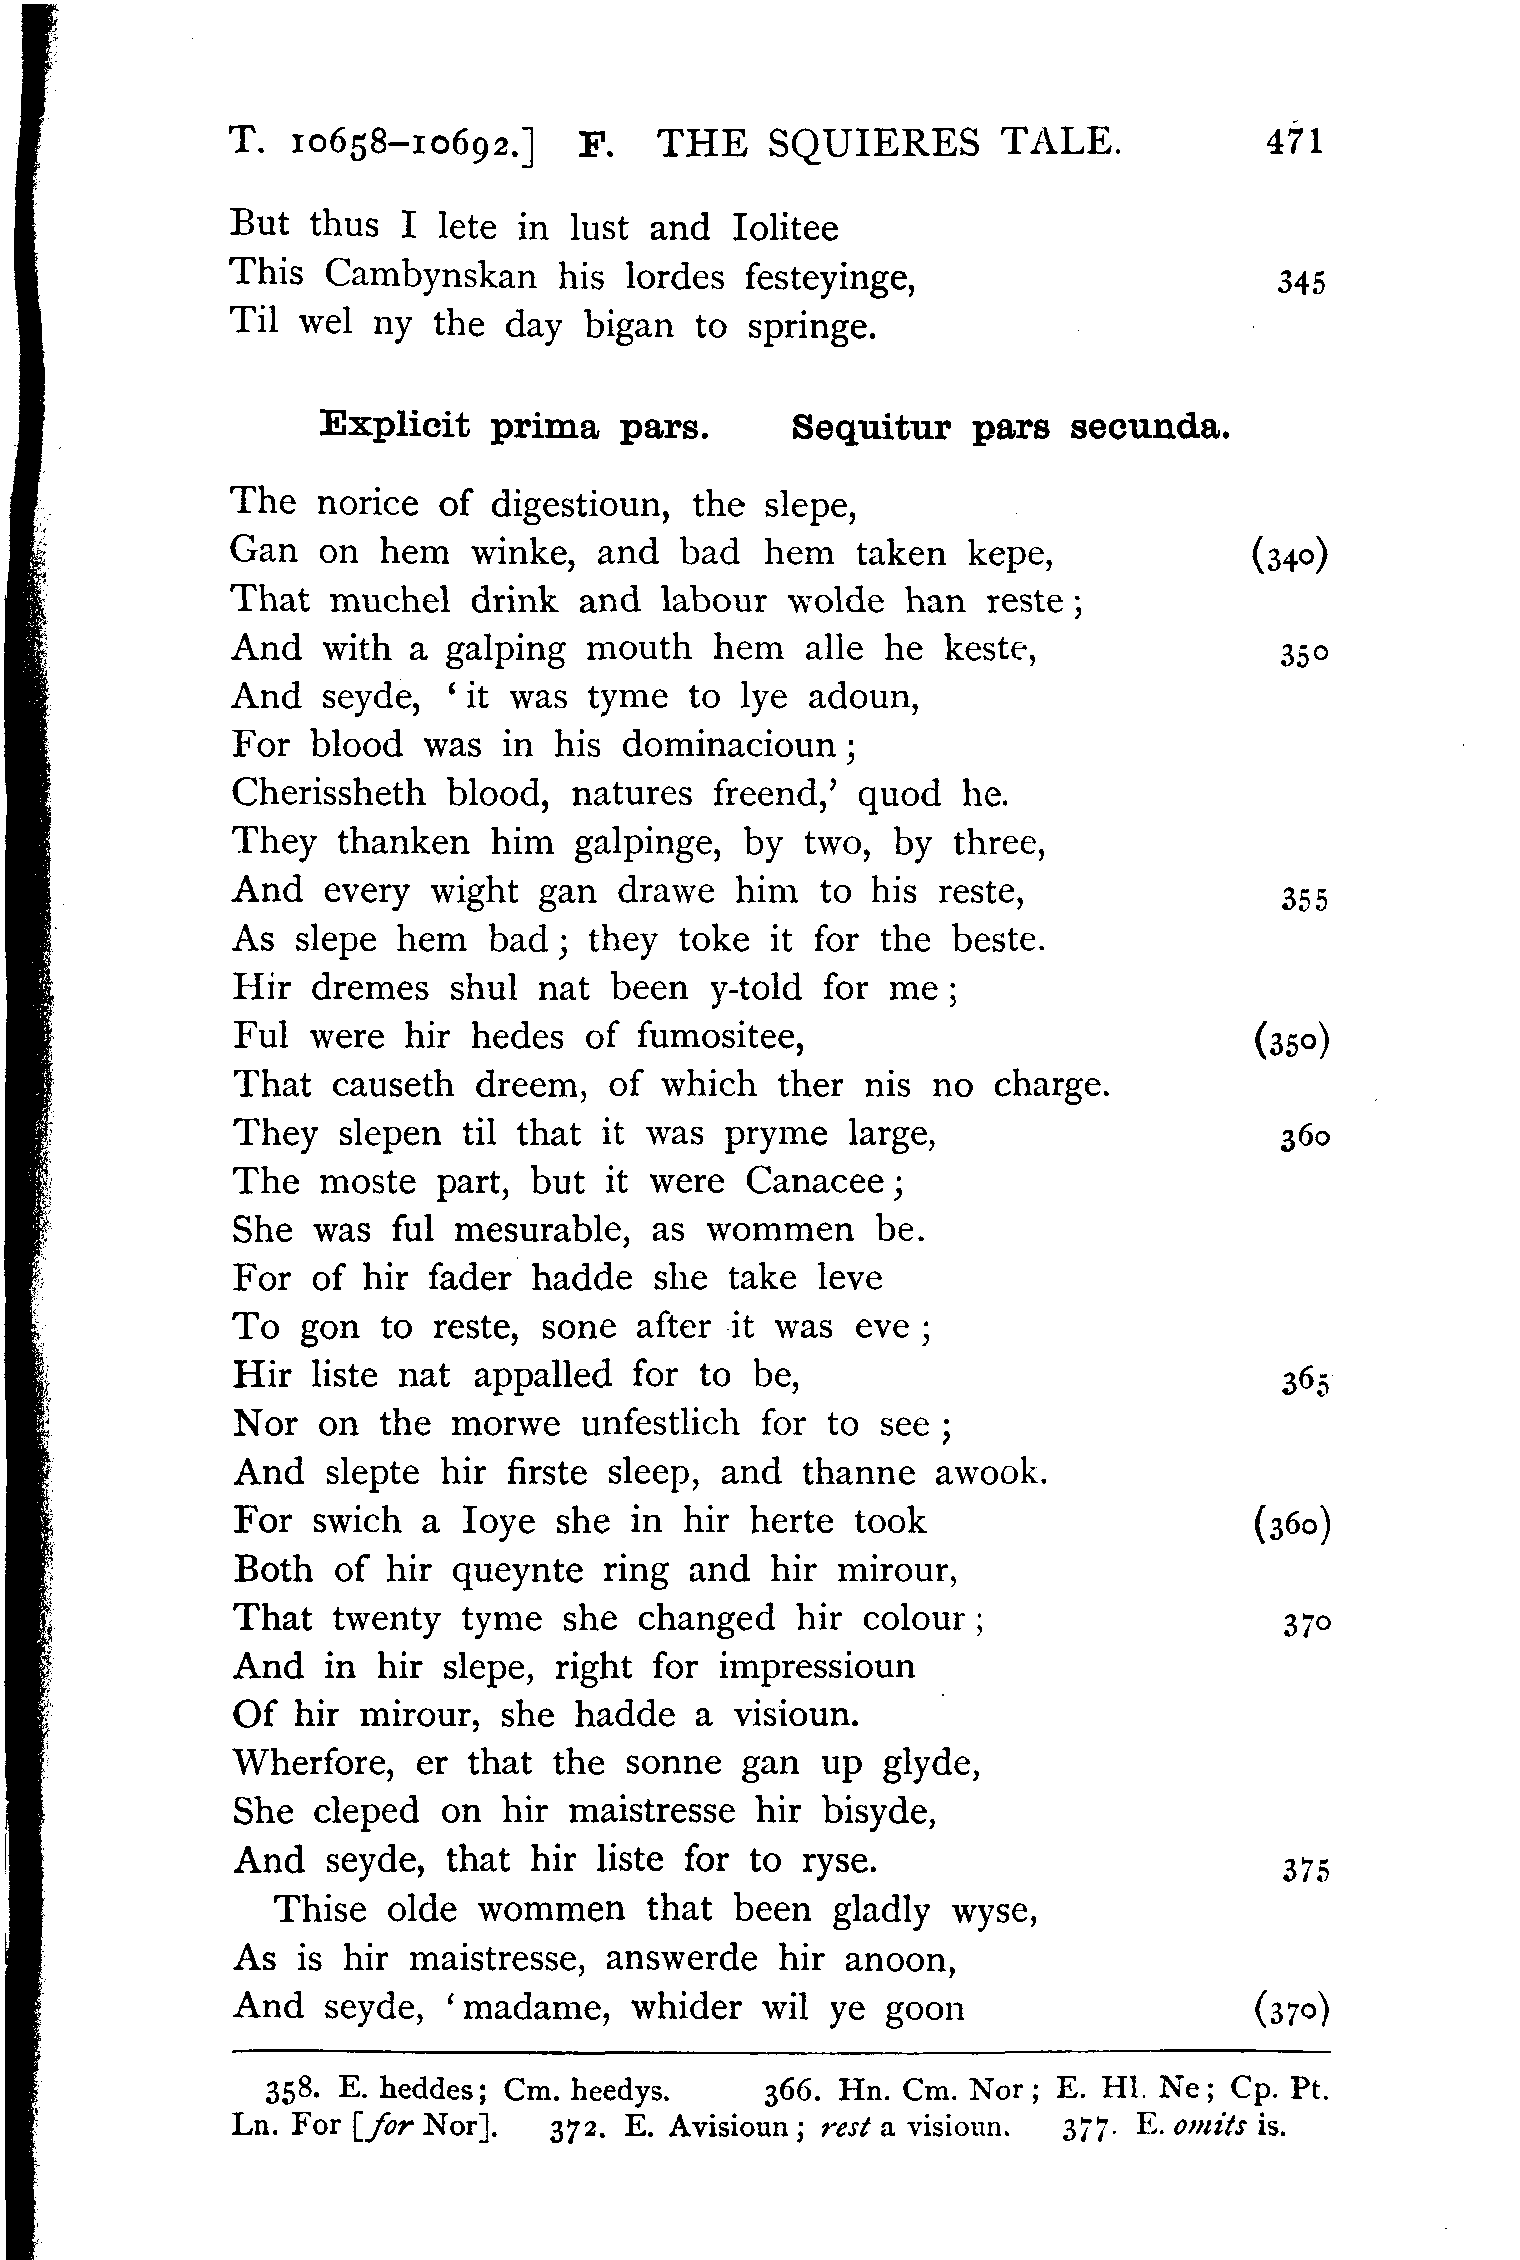 T. 10658–10692.] F. THE SQUIERES TALE. 471
But thus I lete in lust and Iolitee
This Cambynskan his lordes festeyinge, 345
Til wel ny the day bigan to springe.
Explicit prima pars. Sequitur pars secunda.
The norice of digestioun, the slepe,
Gan on hem winke, and bad hem taken kepe, (340)
That muchel drink and labour wolde han reste ;
And with a galping mouth hem alle he keste, 350
And seyde, ‘ it was tyme to lye adoun,
For blood was in his dominacioun ;
Cherissheth blood, natures freend,’ quod he.
They thanken him galpinge, by two, by three,
And every wight gan drawe him to his reste, 355
As slepe hem bad ; they toke it for the beste.
Hir dremes shul nat been y-told for me ;
Ful were hir hedes of fumositee, (350)
That causeth dreem, of which ther nis no charge.
They slepen til that it was pryme large, 360
The moste part, but it were Canacee ;
She was ful mesurable, as wommen be.
For of hir fader hadde she take leve
To gon to reste, sone after it was eve ;
Hir liste nat appalled for to be, 365
Nor on the morwe unfestlich for to see ;
And slepte hir firste sleep, and thanne awook.
For swich a Ioye she in hir herte took (360)
Both of hir queynte ring and hir mirour,
That twenty tyme she changed hir colour ; 370
And in hir slepe, right for impressioun
Of hir mirour, she hadde a visioun.
Wherfore, er that the sonne gan up glyde,
She cleped on hir maistresse hir bisyde,
And seyde, that hir liste for to ryse. 375
Thise olde wommen that been gladly wyse,
As is hir maistresse, answerde hir anoon,
And seyde, ‘ madame, whider wil ye goon (370)
358. E. heddes; Cm. heedys. 366. Hn. Cm. Nor; E. Hl. Ne; Cp. Pt.
Ln. For [for Nor]. 372. E. Avisioun; rest a visioun. 377. E. omits is.